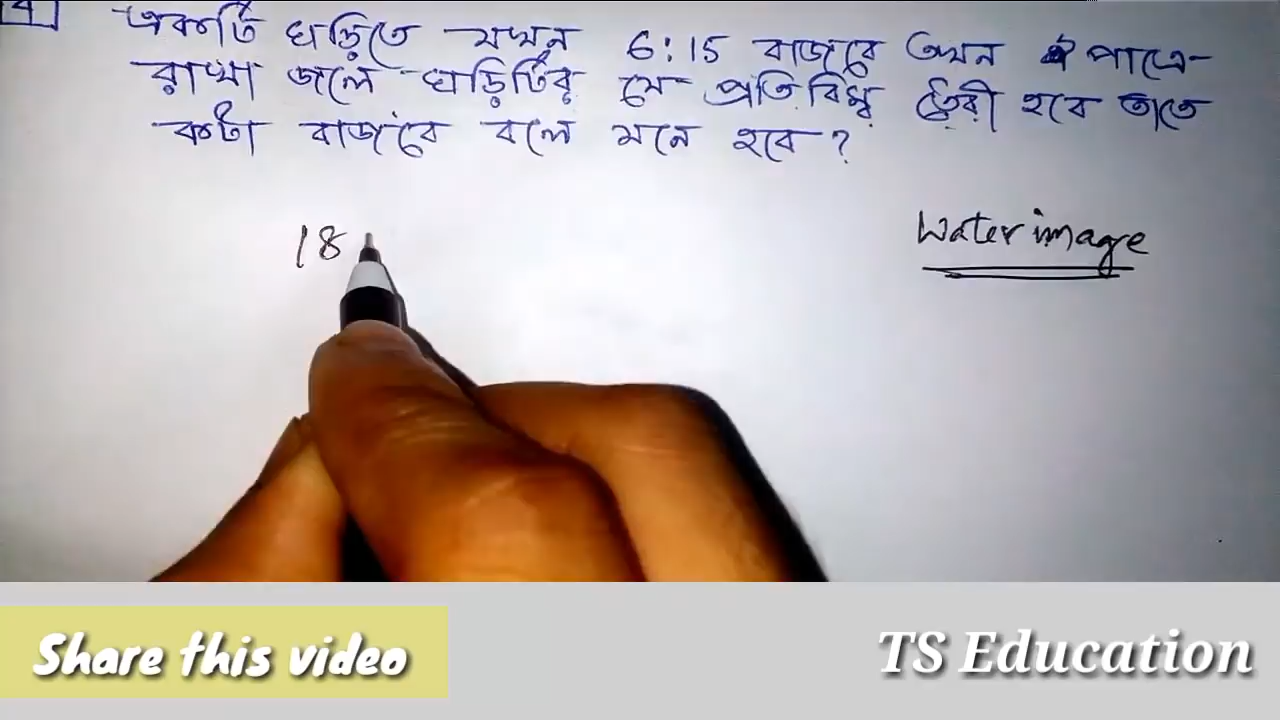 4
একটি ঘড়িতে যখন 6:15 বাজবে তখন পাত্রে
রাখা জলে ঘড়িটির যে প্রতিবিম্ব তৈরী হবে তাতে
কটা বাজবে বলে মনে হবে?
18
Water image
Share this video
TS Education